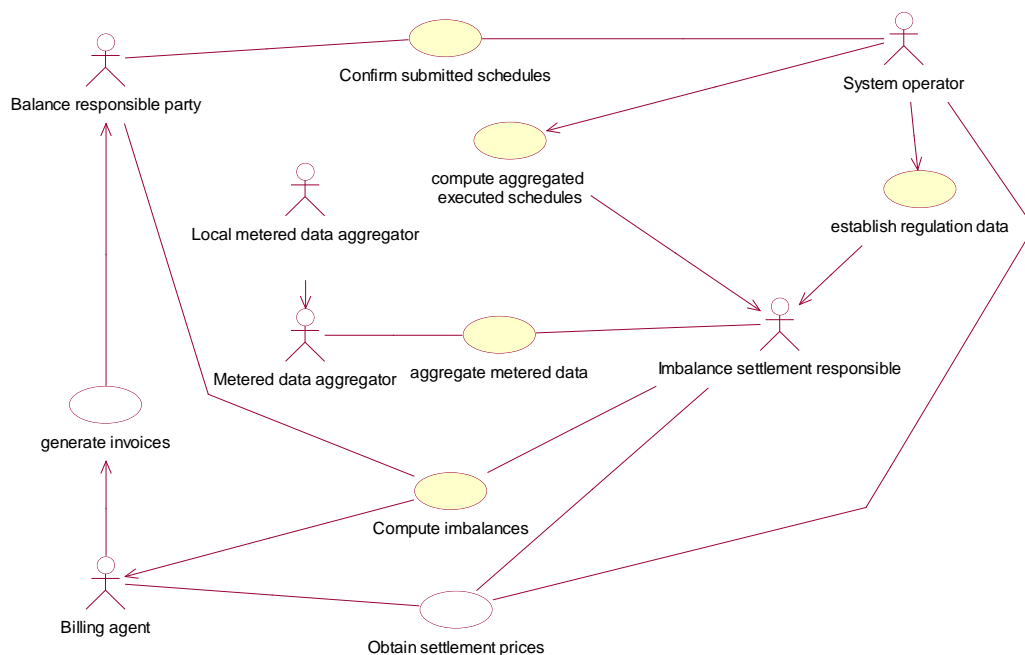 Confirm submitted schedules
System operator
Balance responsible party
compute aggregated
executed schedules
establish regulation data
Local metered data aggregator
Imbalance settlement responsible
Metered data aggregator
aggregate metered data
generate invoices
Compute imbalances
Billing agent
Obtain settlement prices